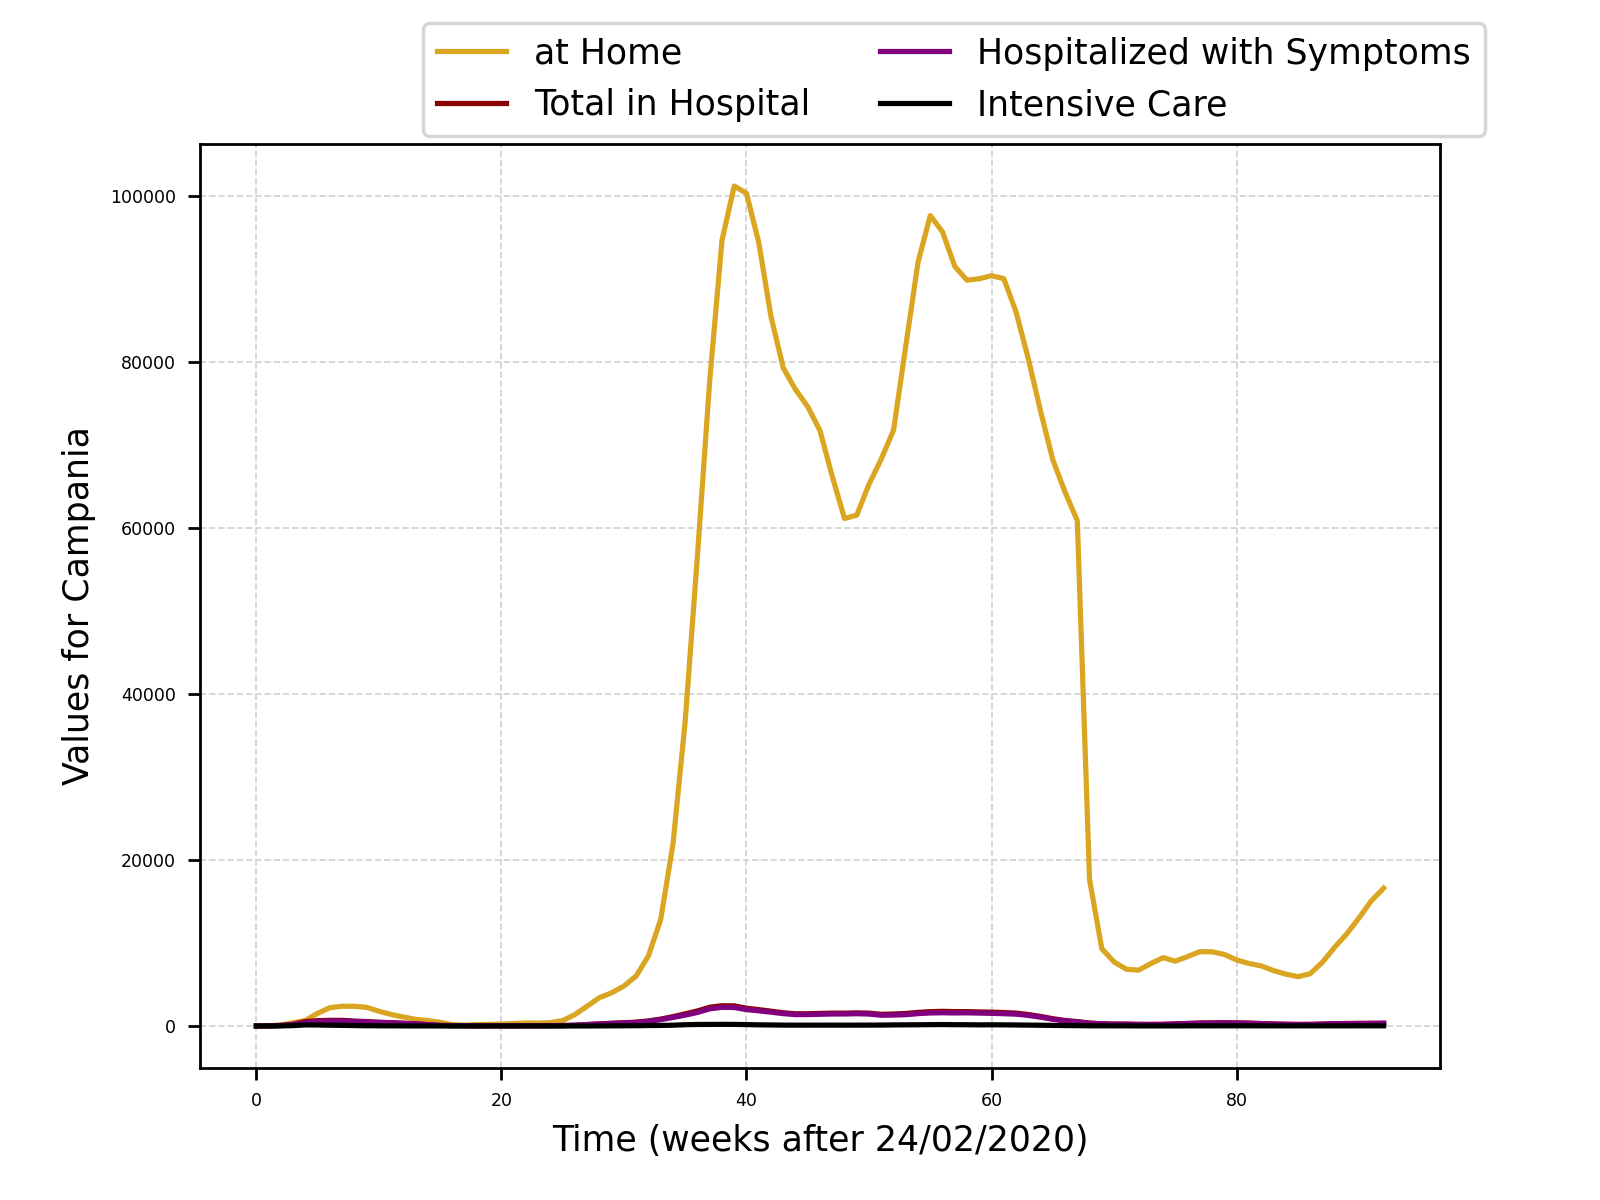 at Home
Total in Hospital
Hospitalized with Symptoms
Intensive Care
Values for Campania
100000
80000
60000
40000
20000
0
0 20 40 60 80
Time (weeks after 24/02/2020)